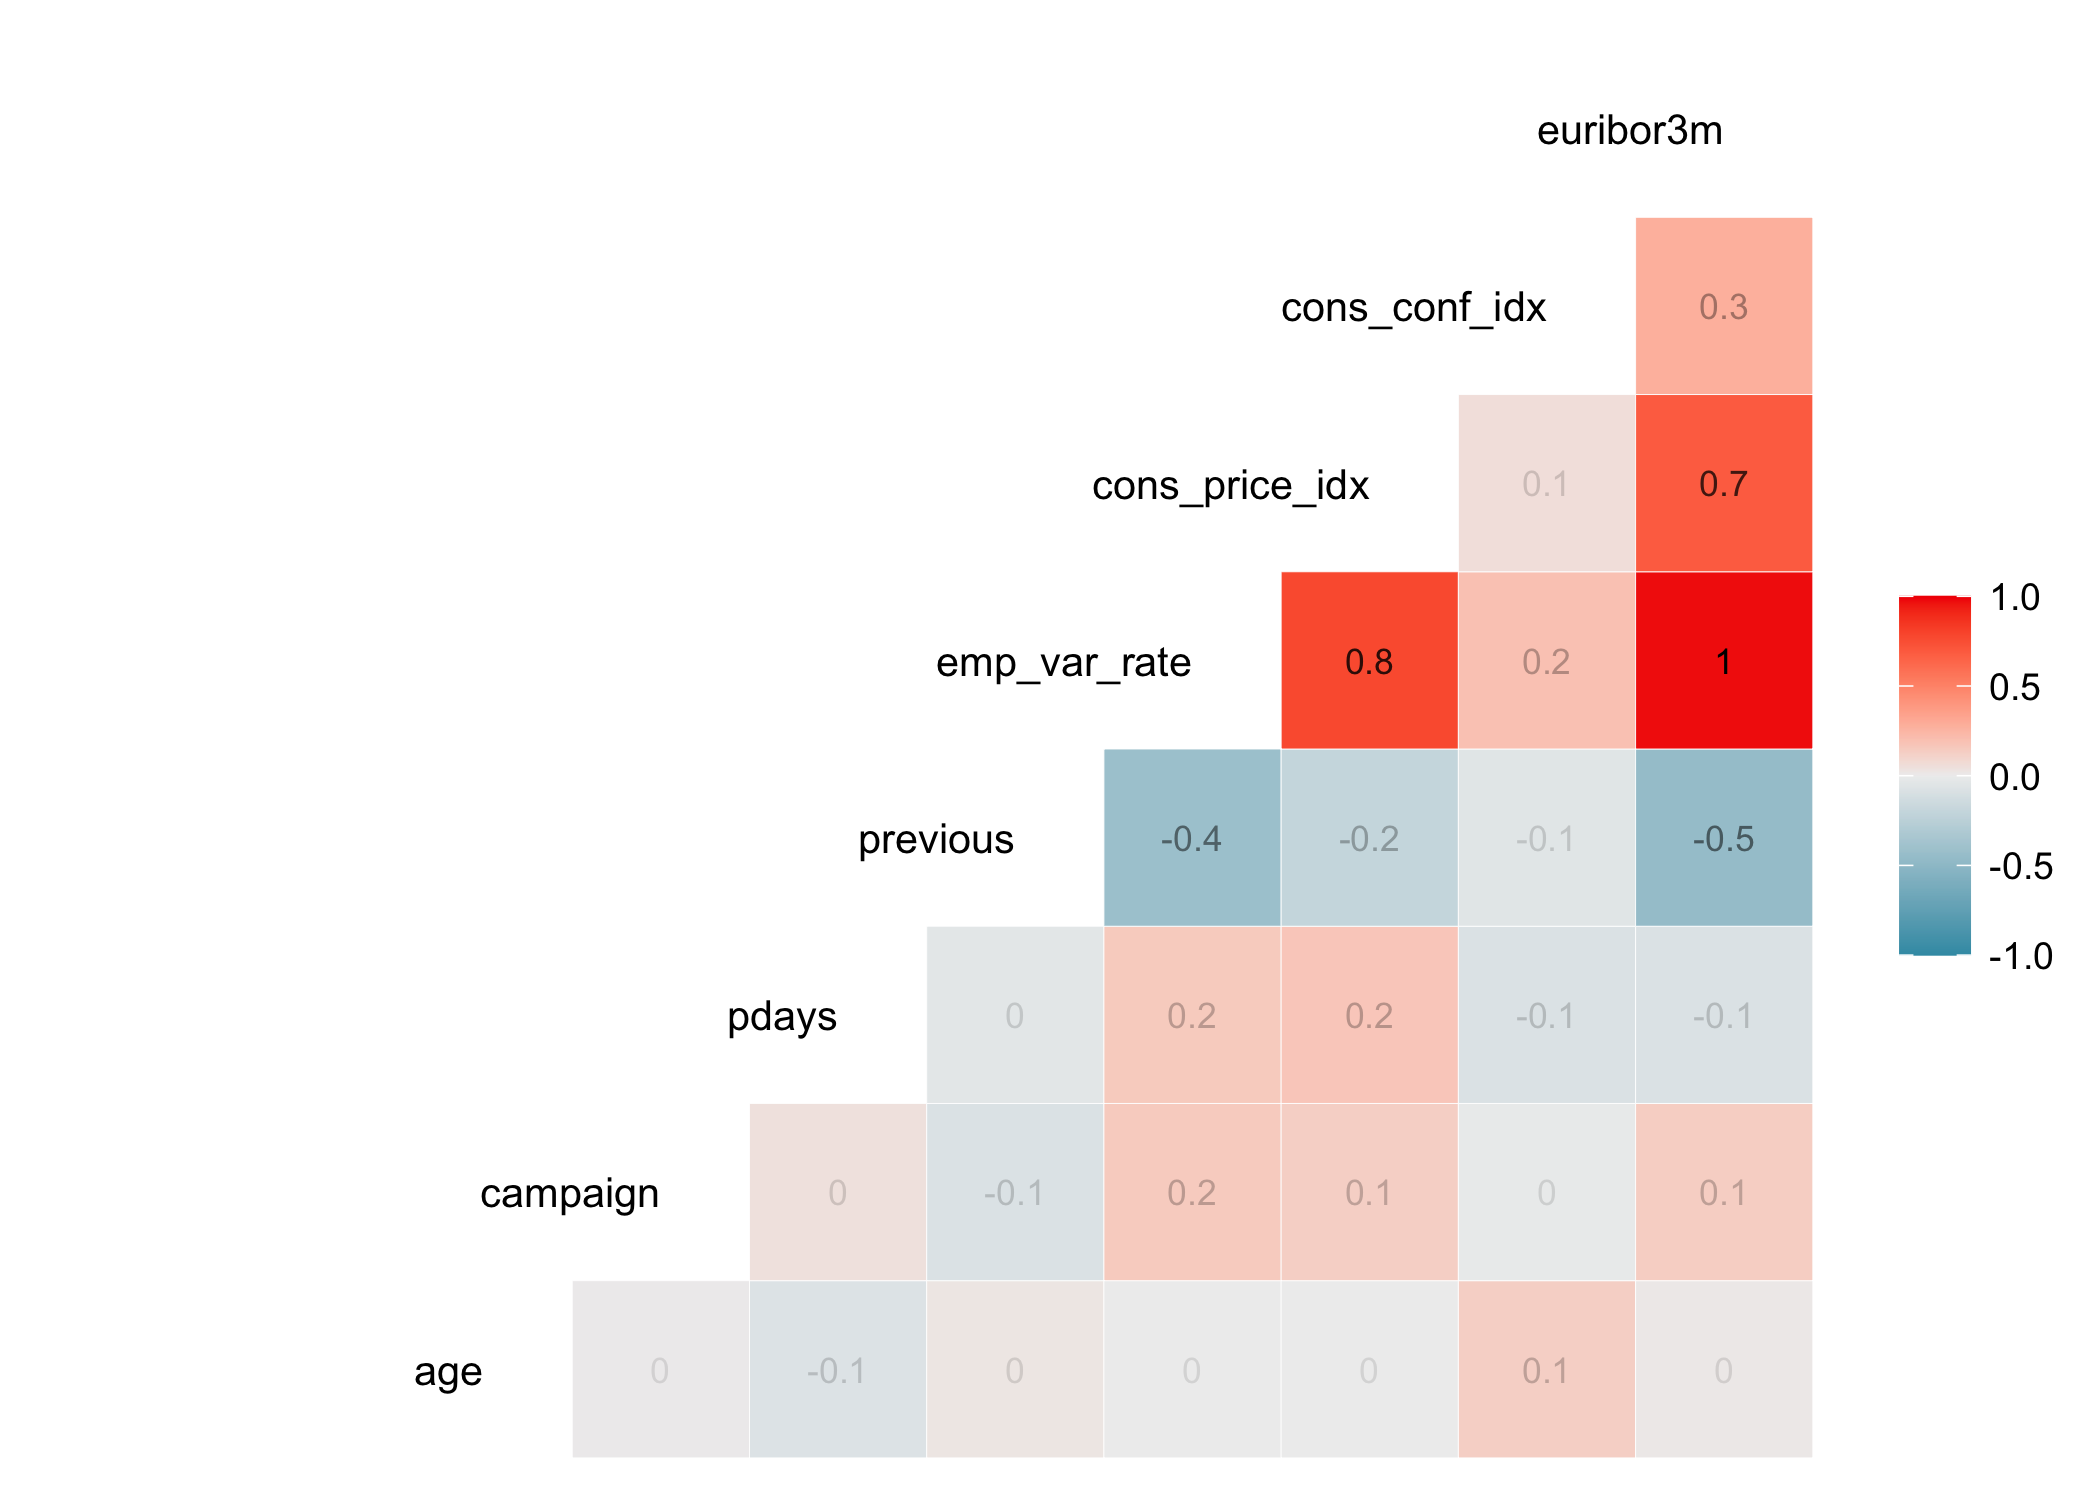 euribor3m
cons_conf_idx 0.3
cons_price_idx 0.1 0.7
emp_var_rate 0.8 0.2 1
previous -0.4 -0.2 -0.1 -0.5
pdays 0 0.2 0.2 -0.1 -0.1
campaign 0 -0.1 0.2 0.1 0 0.1
age 0 -0.1 0 0 0 0.1 0
1.0
0.5
0.0
-0.5
-1.0